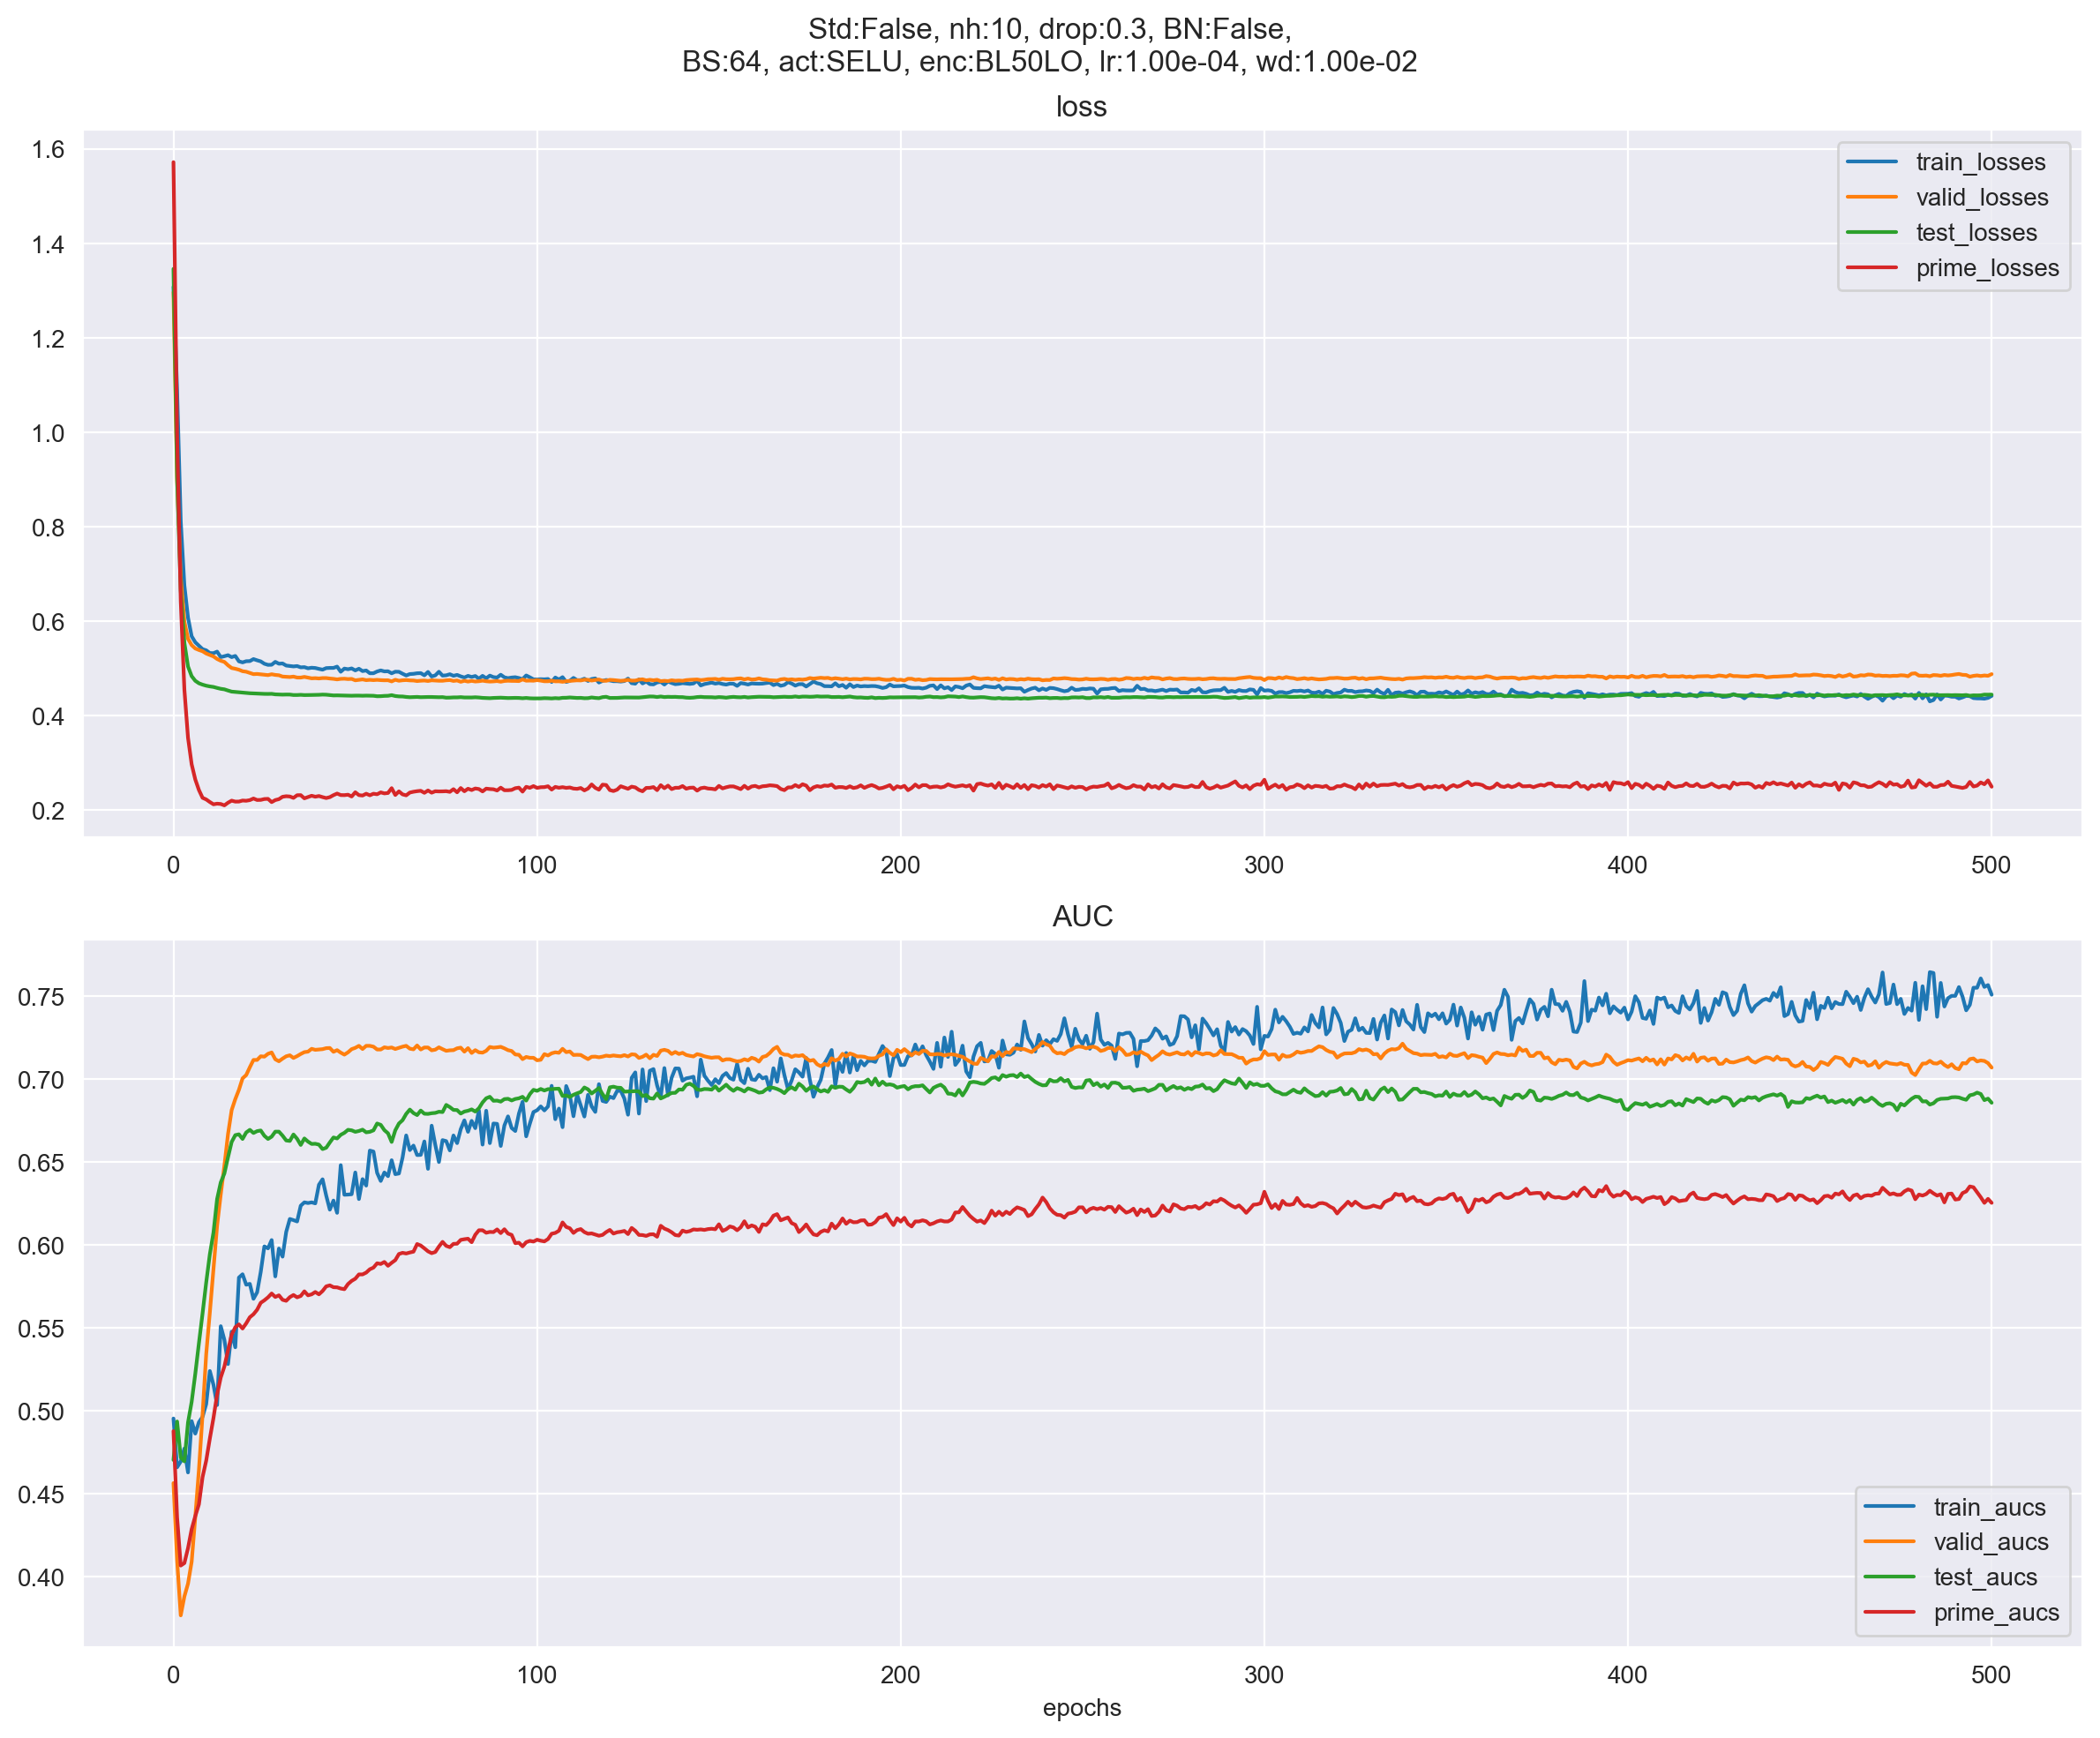 Std:False, nh:10, drop:0.3, BN:False,
BS:64, act:SELU, enc:BL50LO, lr:1.00e-04, wd:1.00e-02
loss
1.6
1.4
1.2
1.0
0.8
0.6
0.4
0.2
train_losses
valid_losses
test_losses
prime_losses
0 100 200 300 400 500
AUC
0.75
0.70
0.65
0.60
0.55
0.50
0.45
0.40
train_aucs
valid_aucs
test_aucs
prime_aucs
0 100 200 300 400 500
epochs